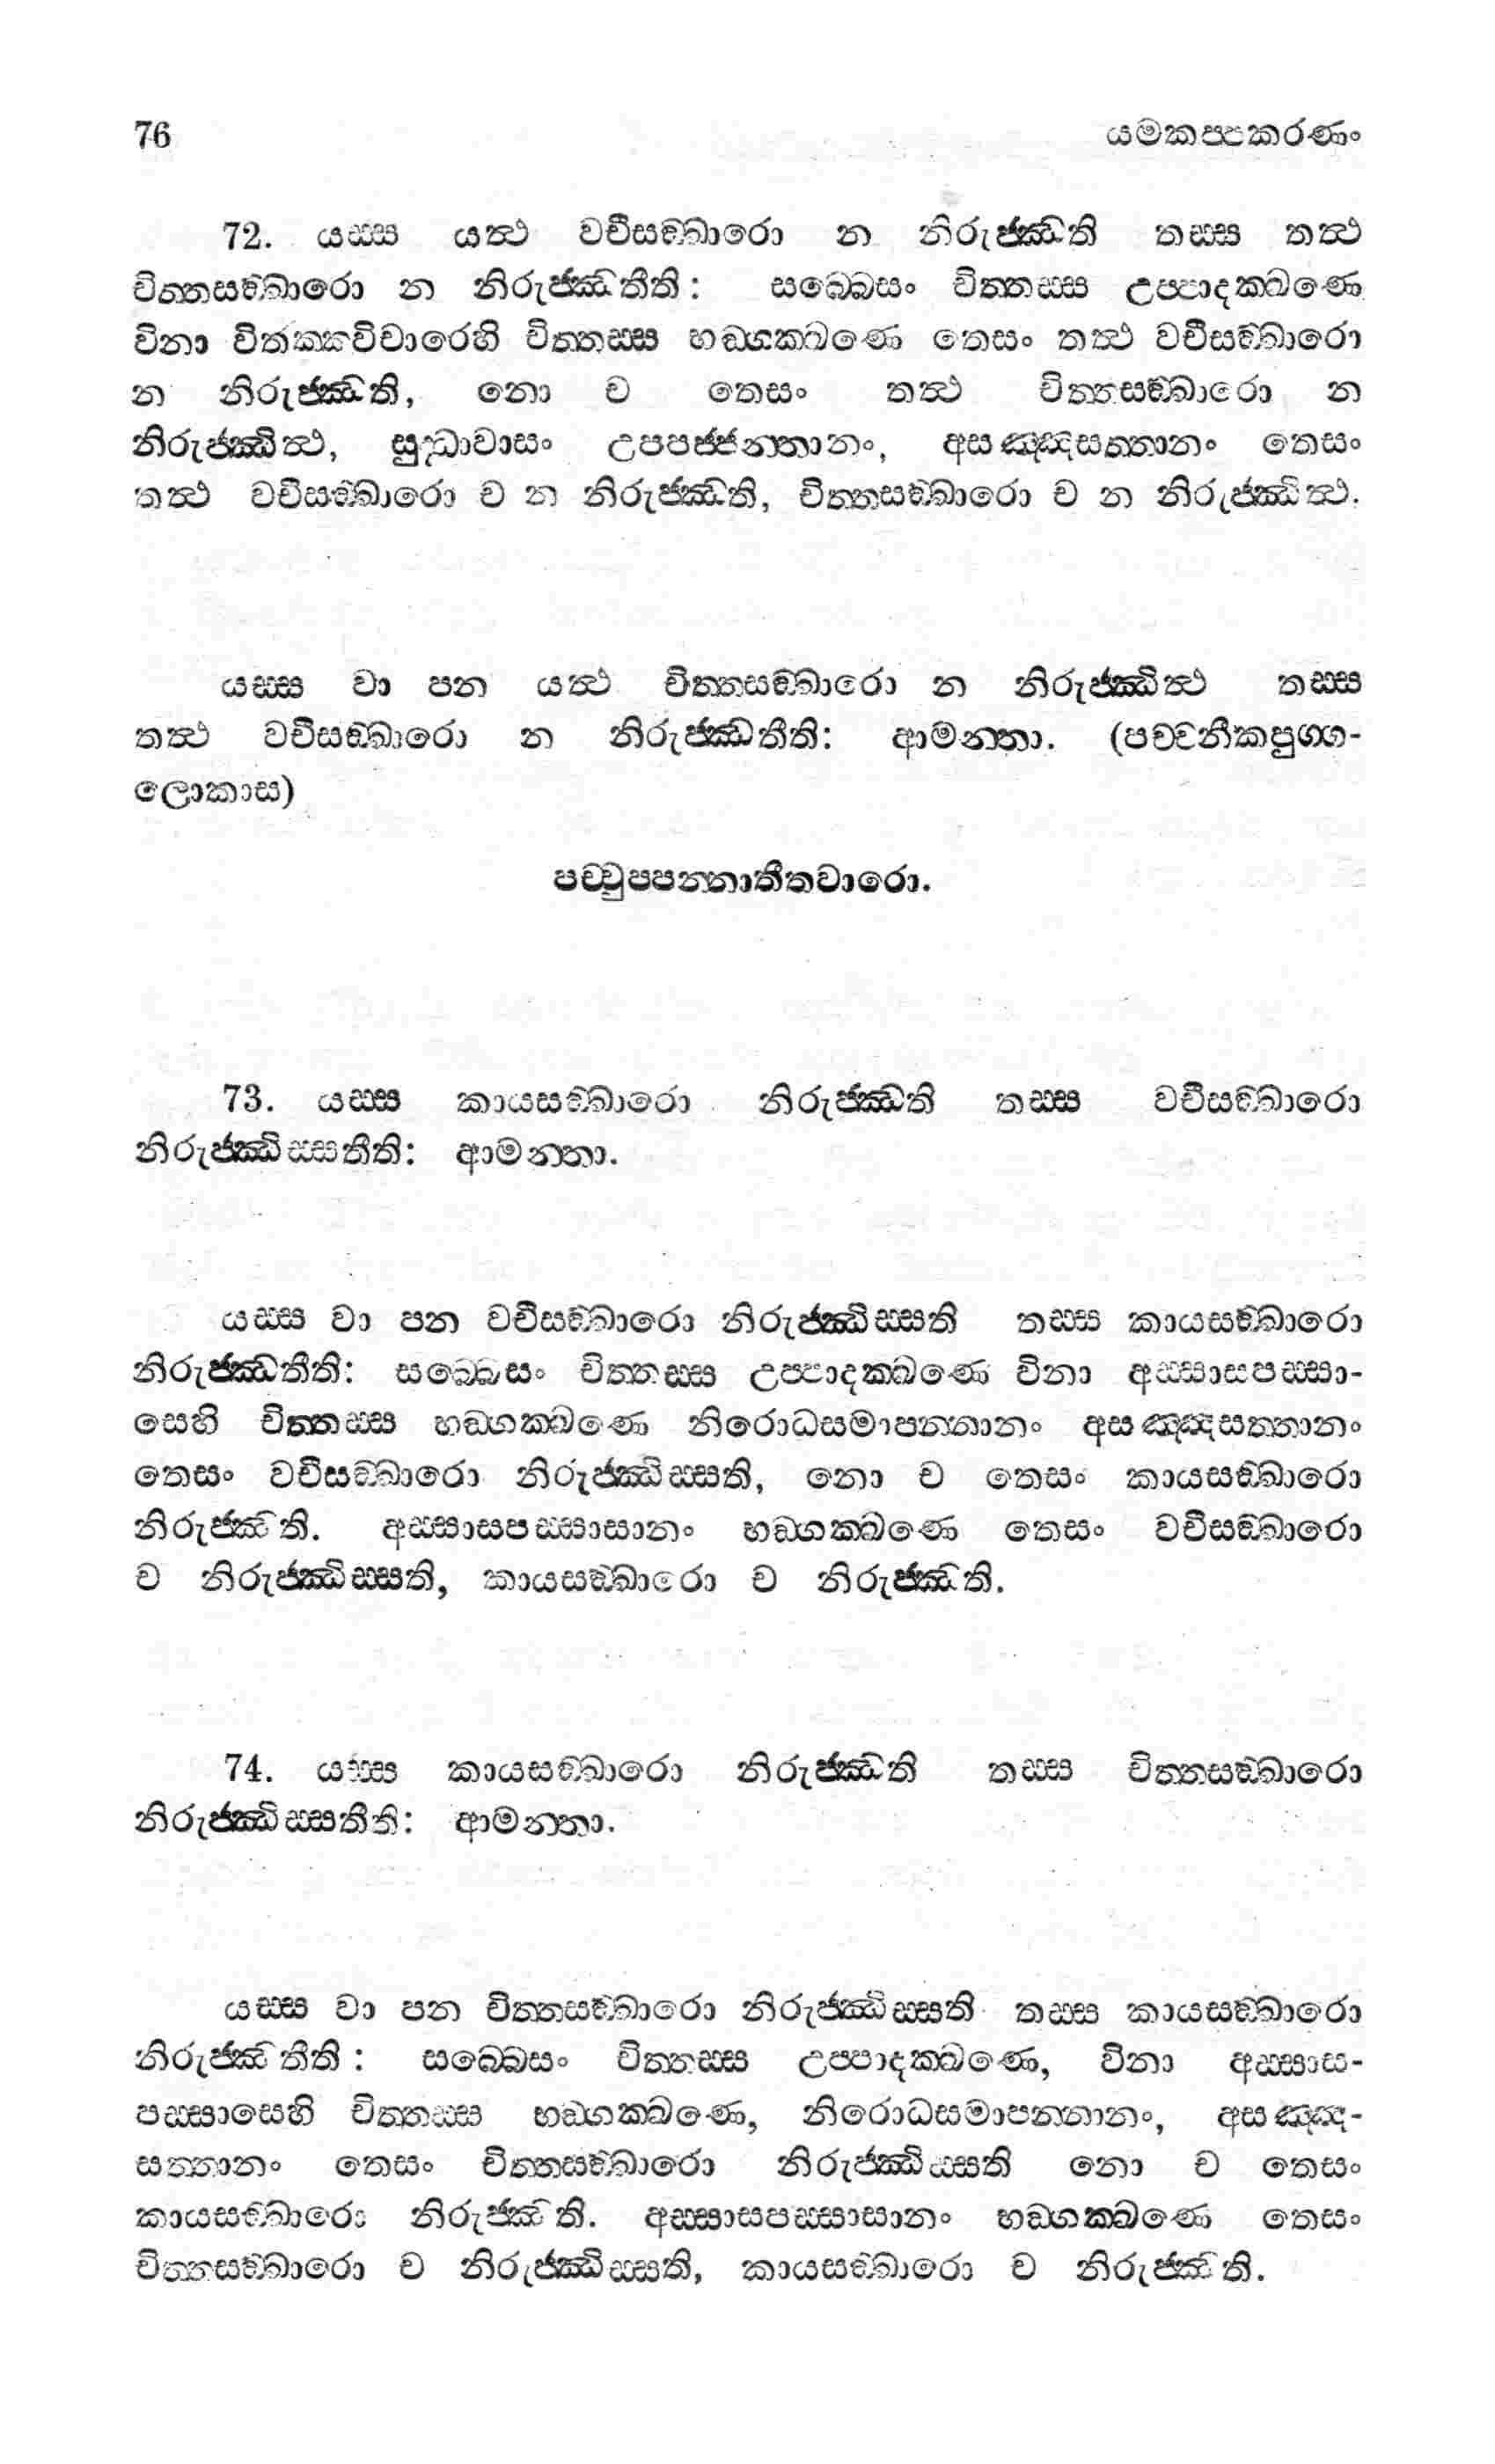 76 යමකප්පකරණං
72. යස්ස යත්ථ වචීසඞ්ඛාරො න නිරුජ්ඣති තස්ස තත්ථ
චිත්තසඞ්ඛාරො න නිරුජ්ඣතීති: සබ්බෙසං චිත්තස්ස උප්පාදක්ඛණෙ
විනා විතක්කවිචාරෙහි චිත්තස්ස භඞ්ගක්ඛණෙ තෙසං තත්ථ වචීසඞ්ඛාරො
න නිරුජ්ඣති, නො ච තෙසං තත්ථ චිත්තසඞ්ඛාරො න
නිරුජ්ඣිත්ථ, සුද්ධාවාසං උපපජ්ජන්තානං, අසඤ්ඤසත්තානං තෙසං
තත්ථ වචීසඞ්ඛාරො ච න නිරුජ්ඣති, චිත්තසඞ්ඛාරො ච න නිරුජ්ඣිත්ථ.
යස්ස වා පන යත්ථ චිත්තසඞ්ඛාරො න නිරුජ්ඣිත්ථ තස්ස
තත්ථ වචීසඞ්ඛාරො න නිරුජ්ඣතීති: ආමන්තා. (පච්චනීකපුග්ග-
ලොකාස)
පච්චුපපන්නාතීතවාරො.
73. යස්ස කායසඞ්ඛාරො නිරුජ්ඣති තස්ස වචීසඞ්ඛාරො
නිරුජ්ඣිස්සතීති: ආමන්තා.
යස්ස වා පන වචීසඞ්ඛාරො නිරුජ්ඣිස්සති තස්ස කායසඞ්ඛාරො
නිරුජ්ඣතීති: සබ්බෙසං චිත්තස්ස උප්පාදක්ඛණෙ විනා අස්සාසපස්සා-
සෙහි චිත්තස්ස භඞ්ගක්ඛණෙ නිරොධසමාපන්නානං අසඤ්ඤසත්තානං
තෙසං වචීසඞ්ඛාරො නිරුජ්ඣිස්සති, නො ච තෙසං කායසඞ්ඛාරො
නිරුජ්ඣති. අස්සාසපස්සාසානං භඞ්ගක්ඛණෙ තෙසං වචීසඞ්ඛාරො
ච නිරුජ්ඣිස්සති, කායසඞ්ඛාරො ච නිරුජ්ඣති.
74. යස්ස කායසඞ්ඛාරො නිරුජ්ඣති තස්ස චිත්තසඞ්ඛාරො
නිරුජ්ඣිස්සතීති: ආමන්තා.
යස්ස වා පන චිත්තසඞ්ඛාරො නිරුජ්ඣිස්සති තස්ස කායසඞ්ඛාරො
නිරුජ්ඣතීති: සබ්බෙසං චිත්තස්ස උප්පාදක්ඛණෙ, විනා අස්සාස-
පස්සාසෙහි චිත්තස්ස භඞ්ගක්ඛණෙ, නිරොධසමාපන්නානං, අසඤ්ඤ-
සත්තානං තෙසං චිත්තසඞ්ඛාරො නිරුජ්ඣිස්සති නො ච තෙසං
කායසඞ්ඛාරො නිරුජ්ඣති. අස්සාසපස්සාසානං භඞ්ගක්ඛණෙ තෙසං
චිත්තසඞ්ඛාරො ච නිරුජ්ඣිස්සති, කායසඞ්ඛාරො ච නිරුජ්ඣති.